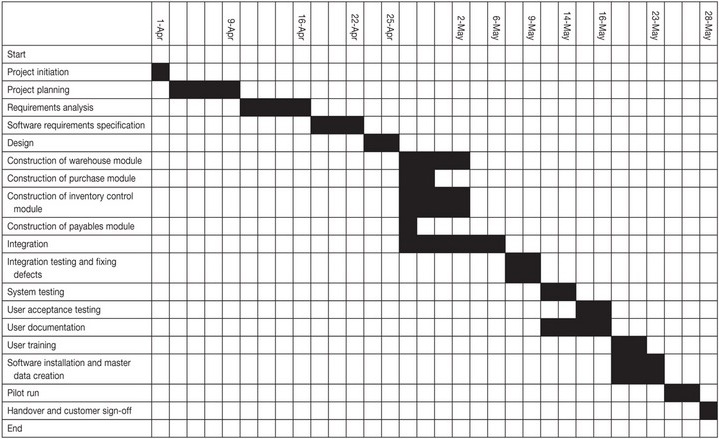 1-Apr
9-Apr
16-Apr
22-Apr
25-Apr
2-May
6-May
9-May
14-May
16-May
23-May
28-May
Start
Project initiation
Project planning
Requirements analysis
Software requirements specification
Design
Construction of warehouse module
Construction of purchase module
Construction of inventory control
module
Construction of payables module
Integration
Integration testing and fixing
defects
System testing
User acceptance testing
User documentation
User training
Software installation and master
data creation
Pilot run
Handover and customer sign-off
End